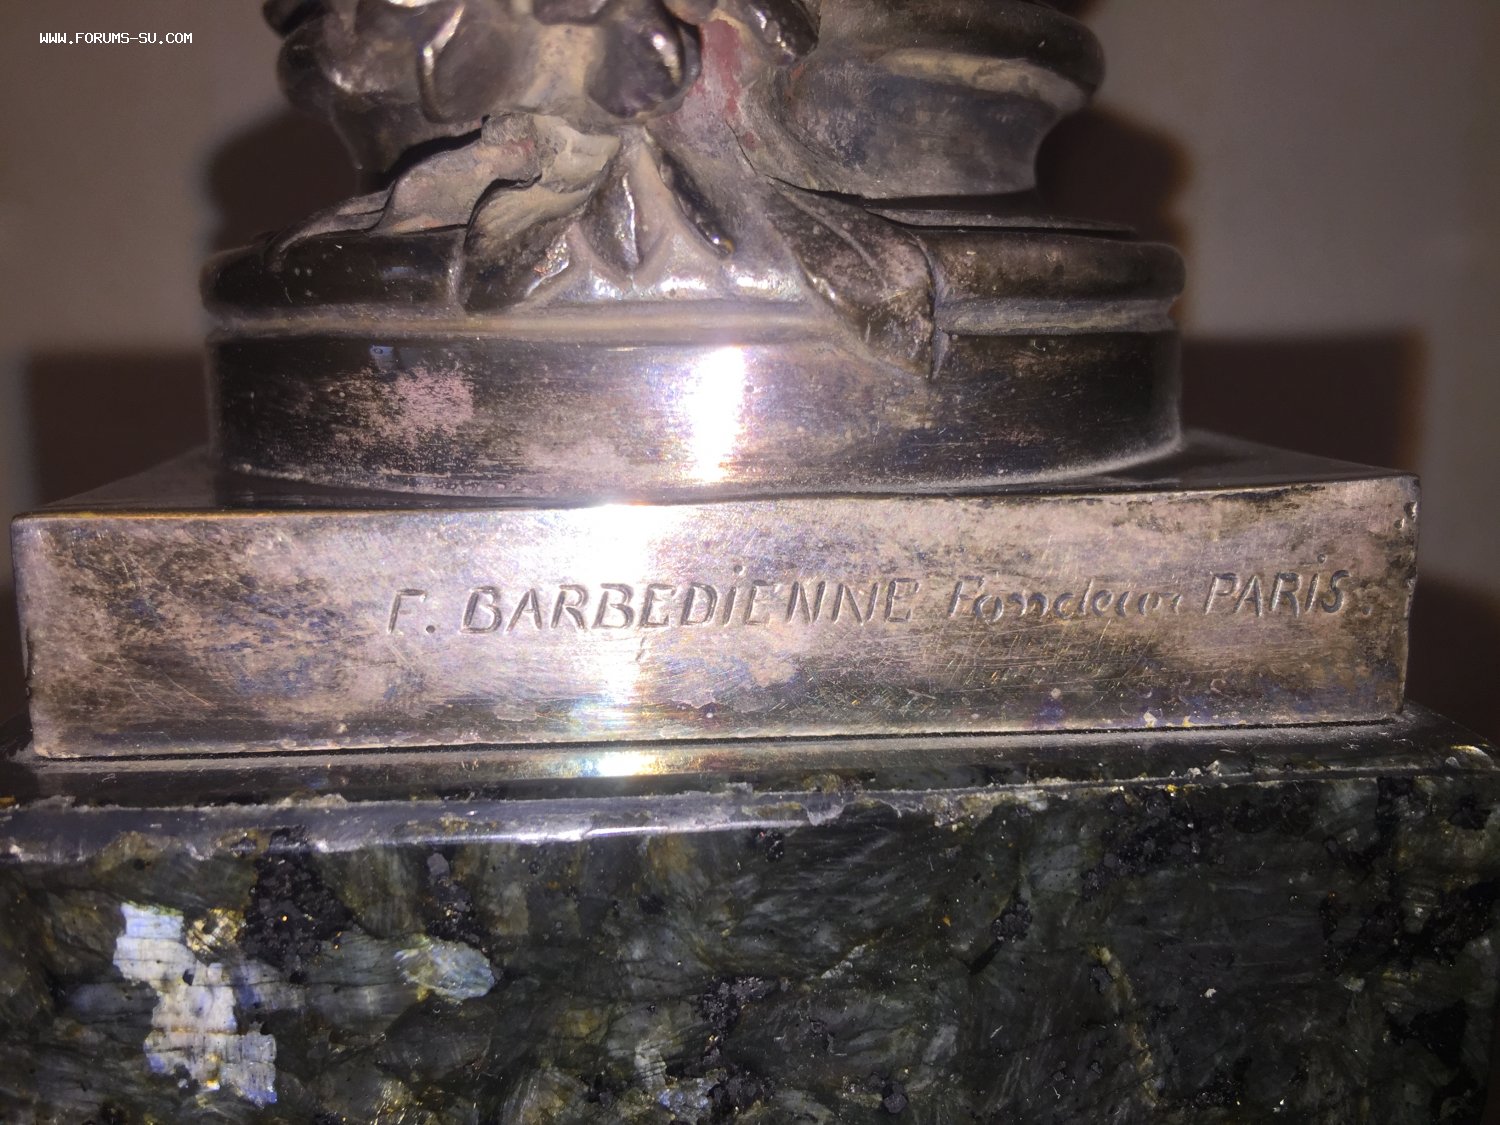 WWW.FORUMS-SU.COM
F. BARBEDiENNE Fondeur PARiS.